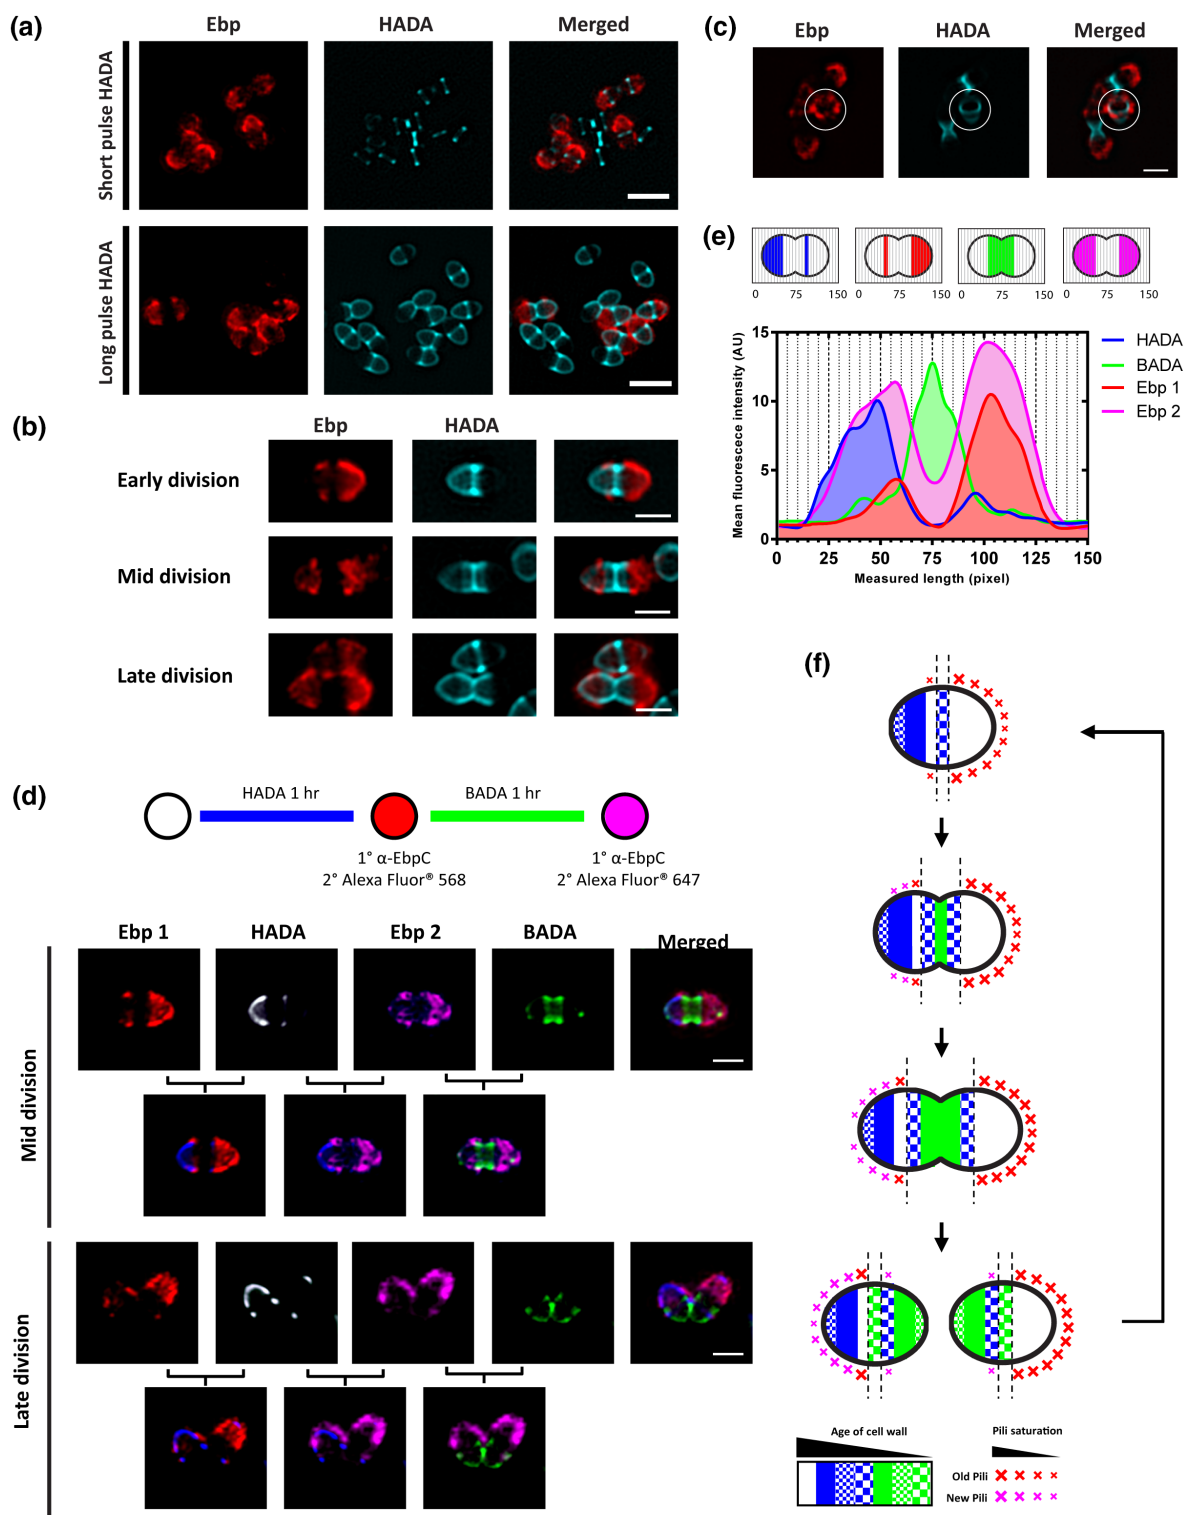 (a)
Ebp HADA Merged
Short pulse HADA
Long pulse HADA
(b)
Ebp HADA
Early division
Mid division
Late division
(c)
Ebp HADA Merged
(d)
HADA 1 hr BADA 1 hr
1° α-EbpC 1° α-EbpC
2° Alexa Fluor® 568 2° Alexa Fluor® 647
Ebp 1 HADA Ebp 2 BADA Merged
Mid division
Late division
(e)
0 75 150 0 75 150 0 75 150 0 75 150
Mean fluorescece intensity (AU)
15
10
5
0
0 25 50 75 100 125 150
Measured length (pixel)
HADA
BADA
Ebp 1
Ebp 2
(f)
Age of cell wall Pili saturation
Old Pili
New Pili